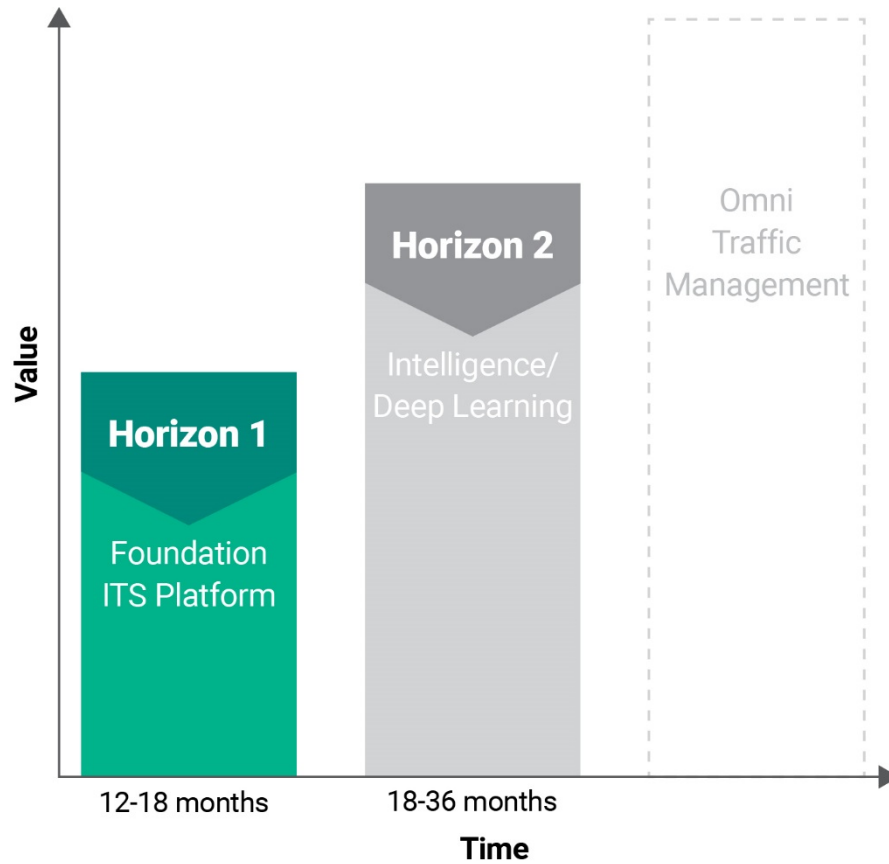 Value
Horizon 1
Foundation
ITS Platform
12-18 months
Horizon 2
Intelligence/
Deep Learning
18-36 months
Omni
Traffic
Management
Time